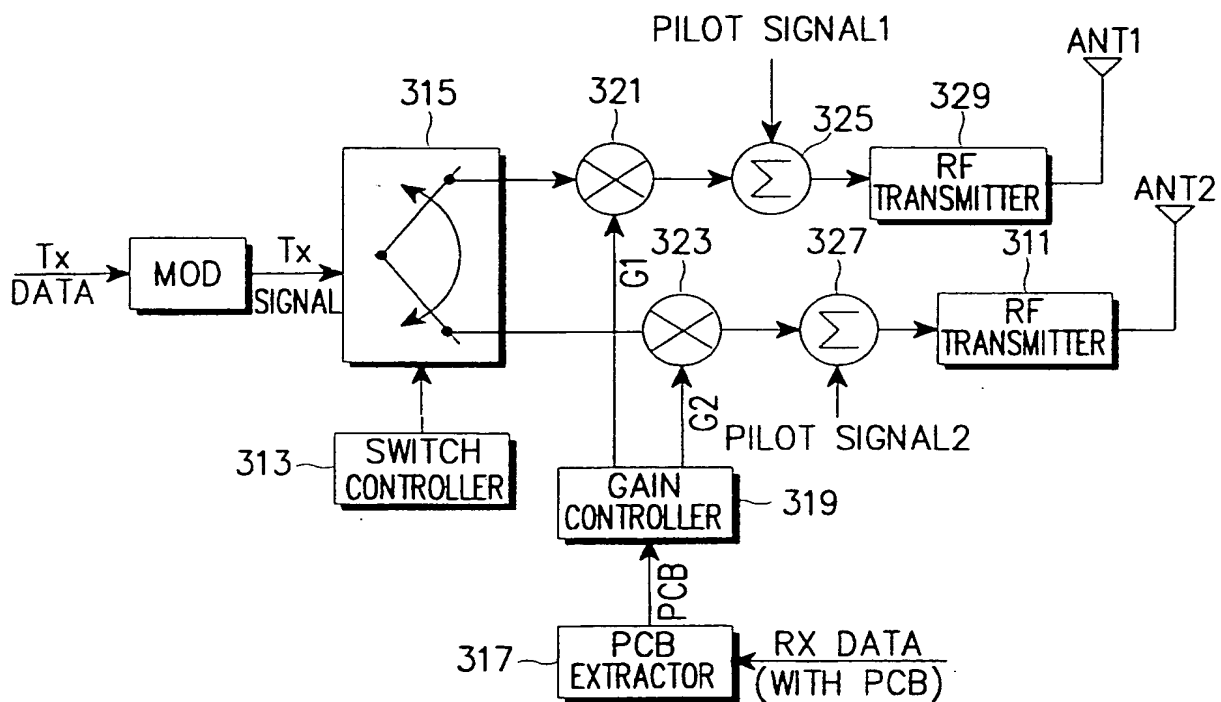 PILOT SIGNAL1
ANT1
315
321
325
329
RF
TRANSMITTER
ANT2
Tx
DATA
MOD
Tx
SIGNAL
G1
323
327
311
RF
TRANSMITTER
G2
PILOT SIGNAL2
313
SWITCH
CONTROLLER
GAIN
CONTROLLER
319
PCB
317
PCB
EXTRACTOR
RX DATA
(WITH PCB)